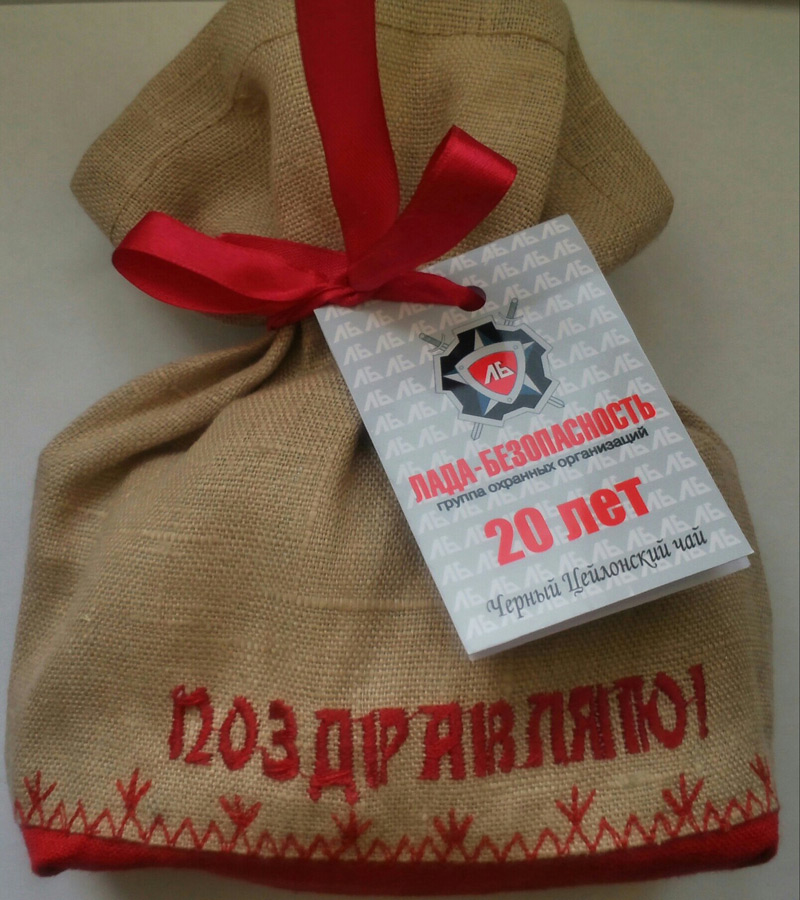 ЛБ
ЛАДА-БЕЗОПАСНОСТЬ
группа охранных организаций
20 лет
Черный Цейлонский чай
ПОЗДРАВЛЯЮ!